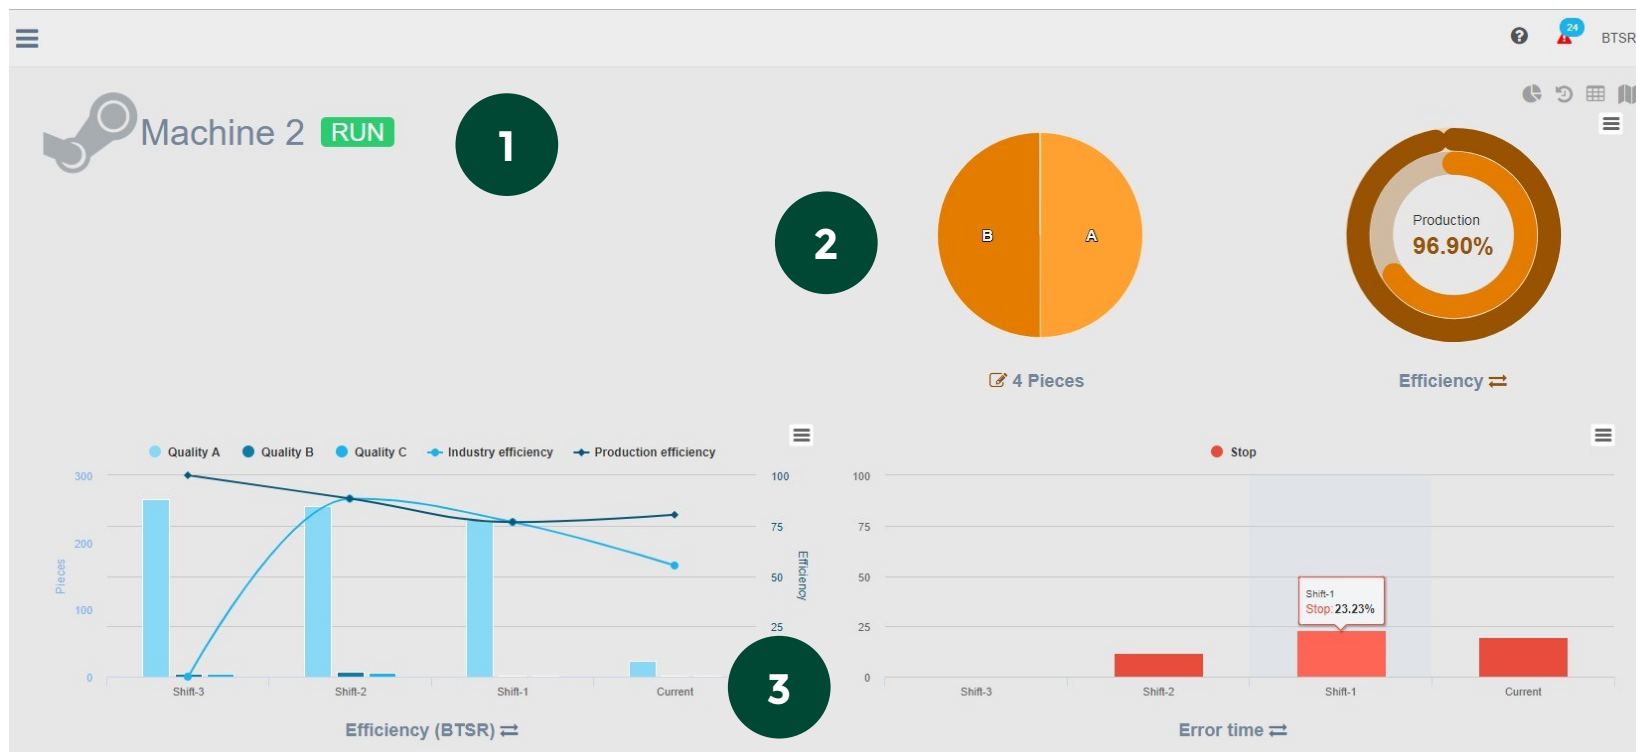 24
BTSR
Machine 2 RUN
1
2
B
A
Production
96.90%
4 Pieces
Efficiency
Quality A Quality B Quality C Industry efficiency Production efficiency
300
200
100
0
Pieces
100
75
50
25
Efficiency
Shift-3 Shift-2 Shift-1 Current
Efficiency (BTSR)
3
Stop
100
75
50
25
0
Shift-1
Stop: 23.23%
Shift-3 Shift-2 Shift-1 Current
Error time